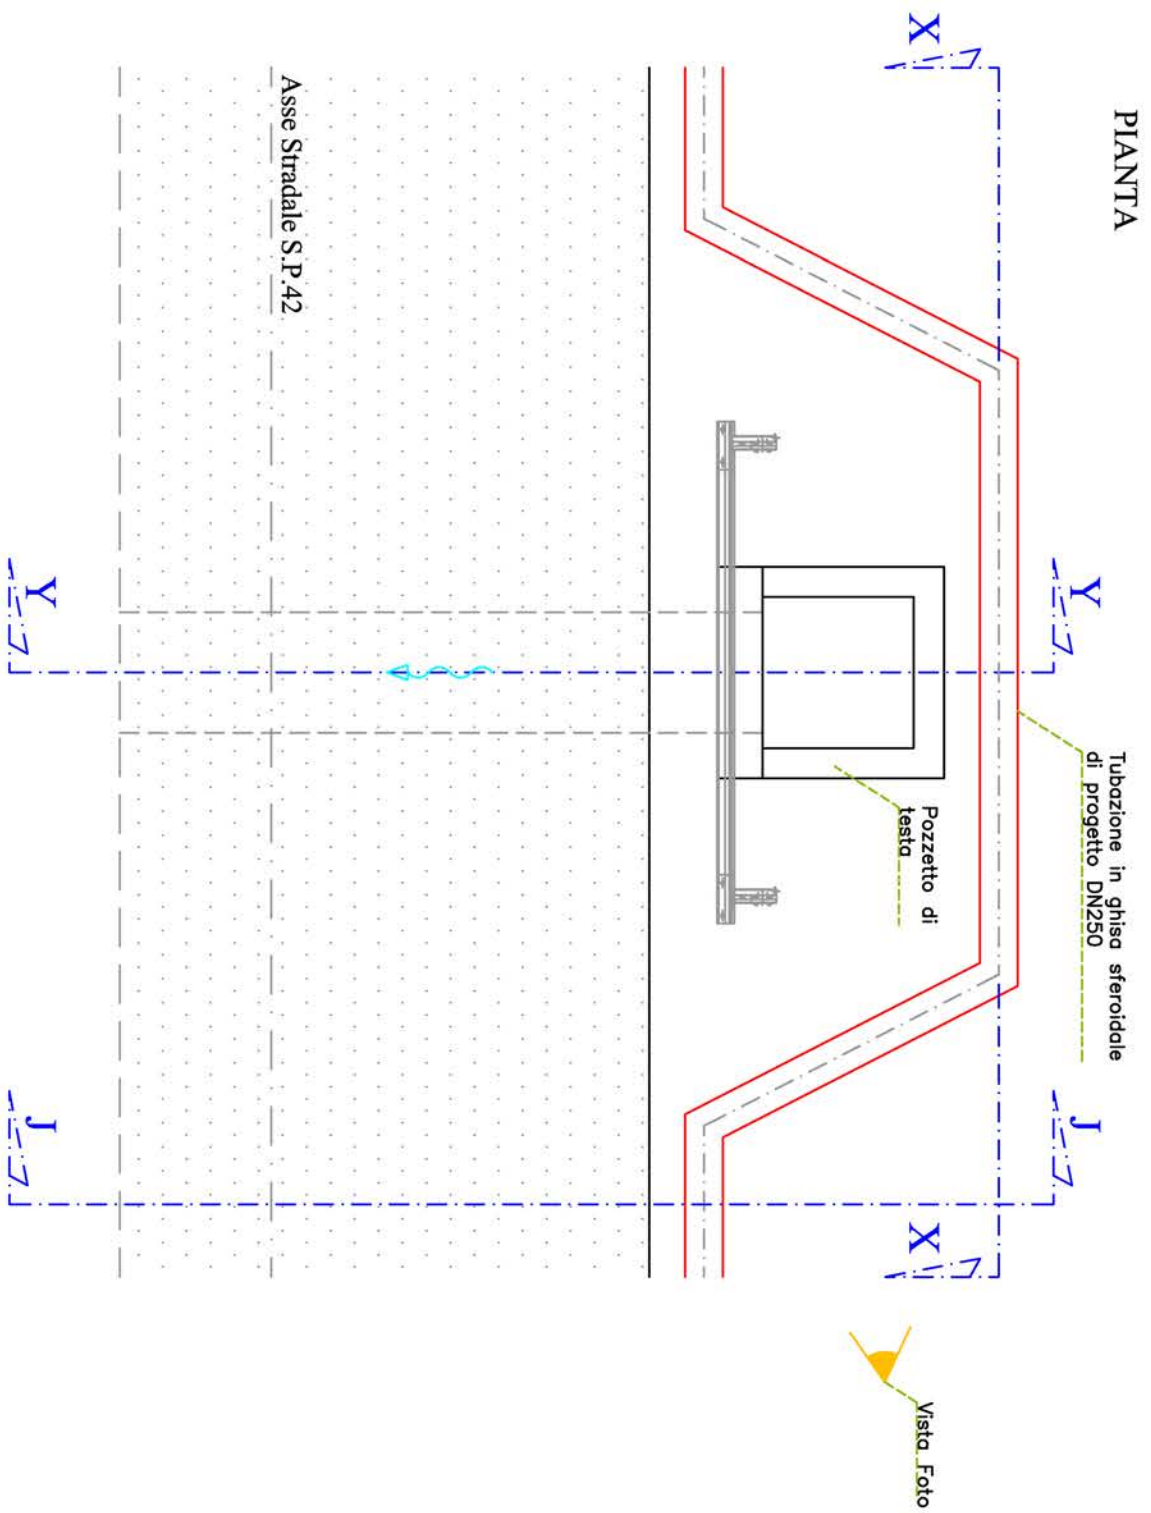 PIANTA
X
X
Y
Y
J
J
Tubazione in ghisa sferoidale
di progetto DN250
Pozzetto di
testa
Asse Stradale S.P.42
Vista Foto